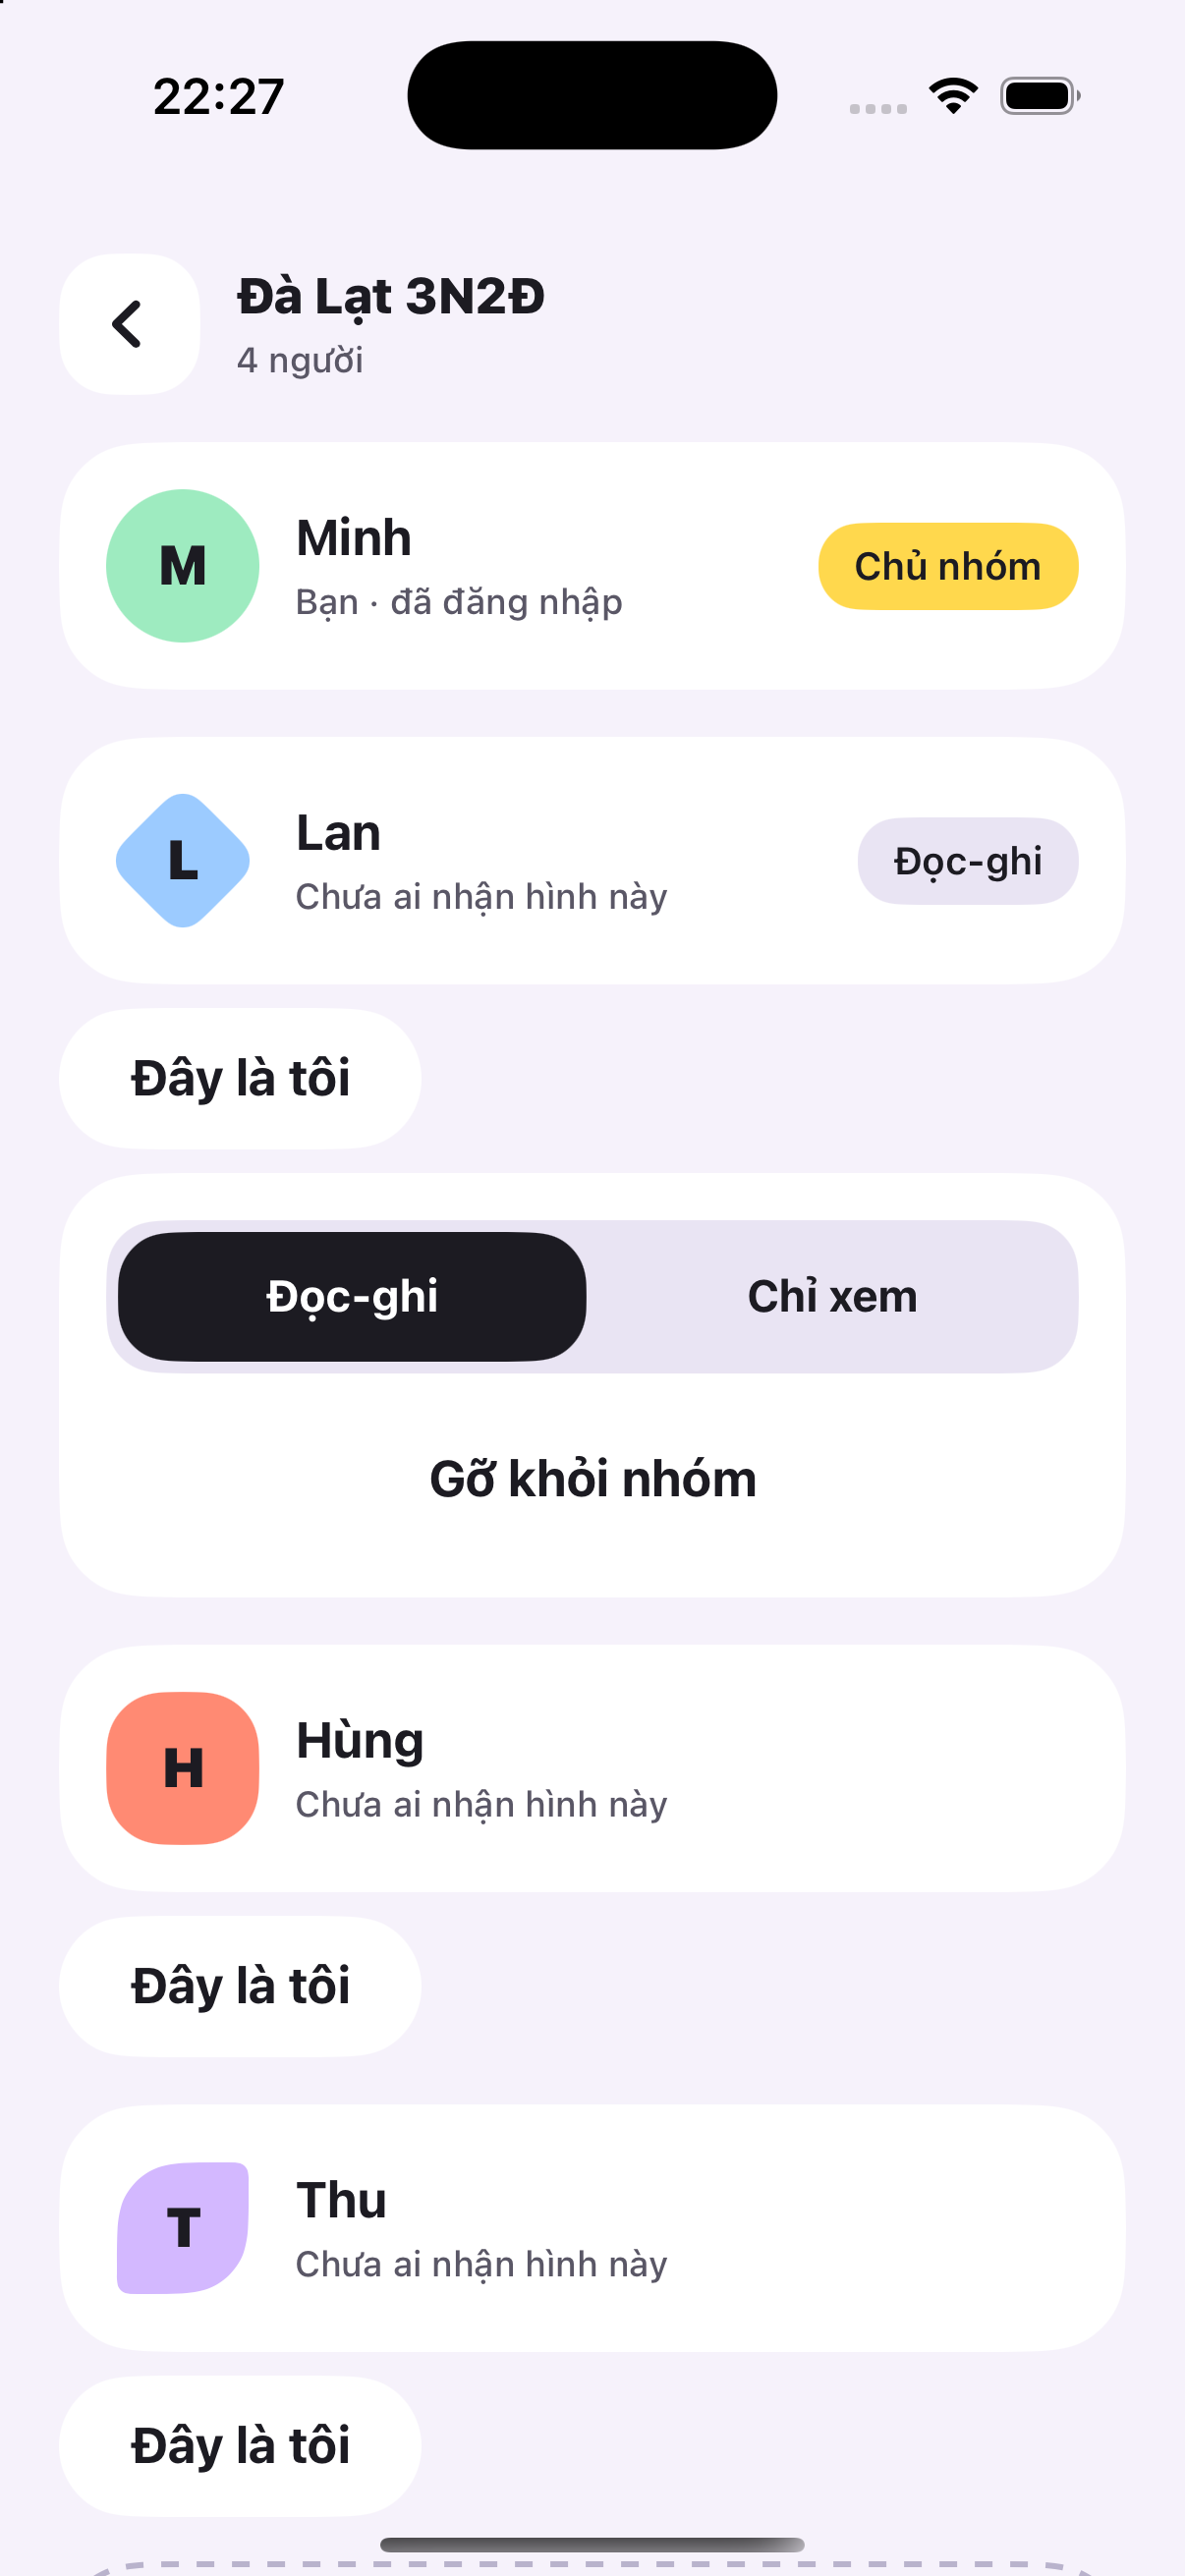 22:27
Đà Lạt 3N2Đ
4 người
M
Minh
Bạn · đã đăng nhập
Chủ nhóm
L
Lan
Chưa ai nhận hình này
Đọc-ghi
Đây là tôi
Đọc-ghi
Chỉ xem
Gỡ khỏi nhóm
H
Hùng
Chưa ai nhận hình này
Đây là tôi
T
Thu
Chưa ai nhận hình này
Đây là tôi